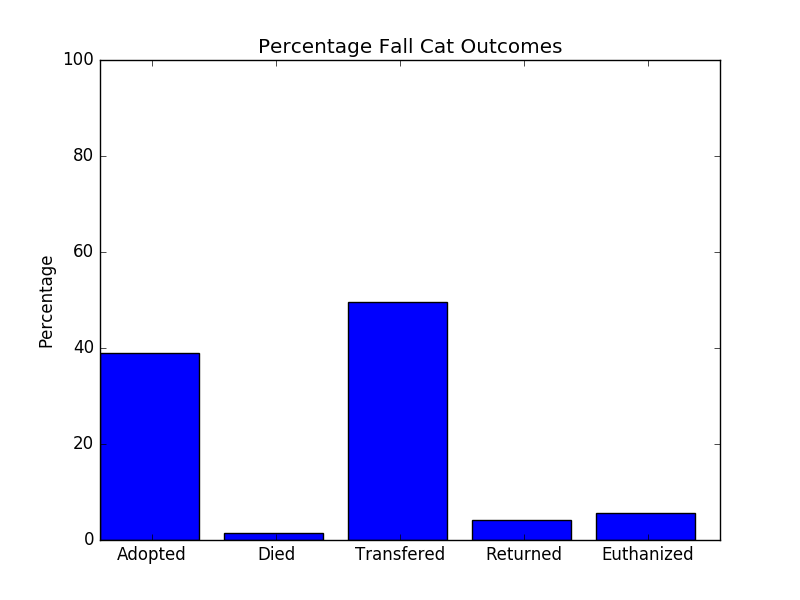 Percentage Fall Cat Outcomes
100
80
60
40
20
0
Percentage
Adopted Died Transfered Returned Euthanized